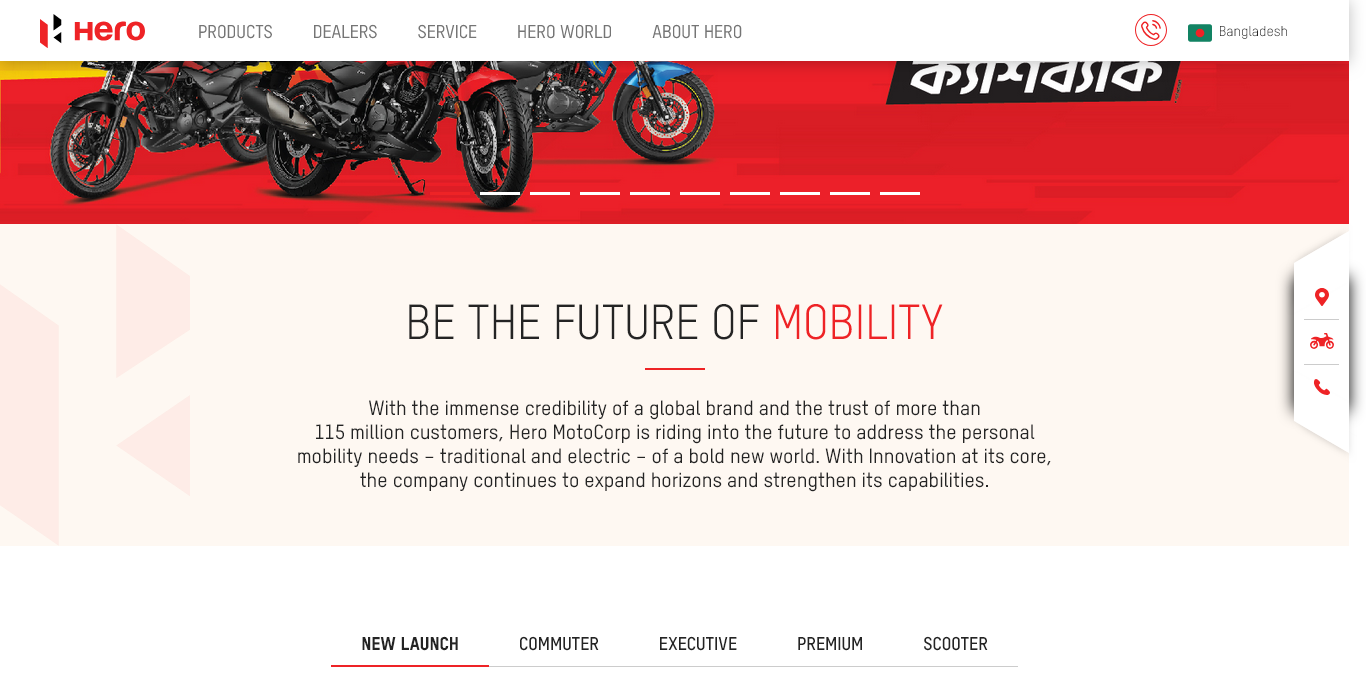 Hero
PRODUCTS
DEALERS
SERVICE
HERO WORLD
ABOUT HERO
Bangladesh
ক্যাশব্যাক
BE THE FUTURE OF MOBILITY
With the immense credibility of a global brand and the trust of more than
115 million customers, Hero MotoCorp is riding into the future to address the personal
mobility needs – traditional and electric – of a bold new world. With Innovation at its core,
the company continues to expand horizons and strengthen its capabilities.
NEW LAUNCH
COMMUTER
EXECUTIVE
PREMIUM
SCOOTER